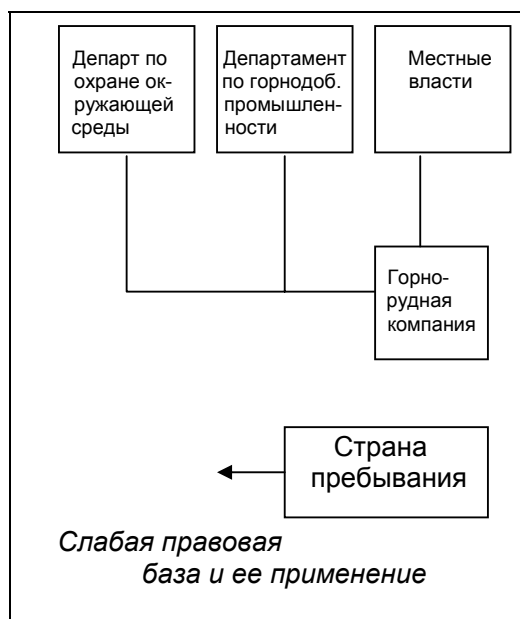 Департ по
охране ок-
ружающей
среды
Департамент
по горнодоб.
промышлен-
ности
Местные
власти
Горно-
рудная
компания
Страна
пребывания
Слабая правовая
база и ее применение